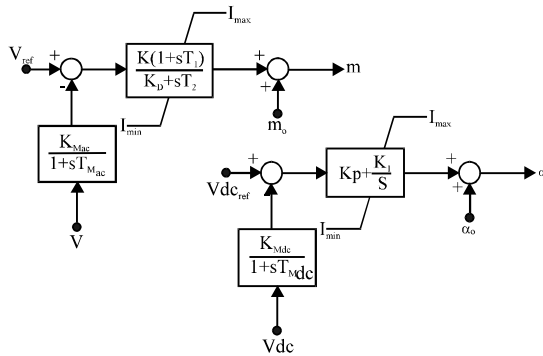 I_max
V_ref
+
-
K(1+sT_1)
K_D+sT_2
+
+
m
I_min
m_o
K_Mac
1+sT_Mac
V
I_max
Vdc_ref
+
Kp+K_I/S
+
+
α
I_min
α_o
K_Mdc
1+sT_Mdc
Vdc